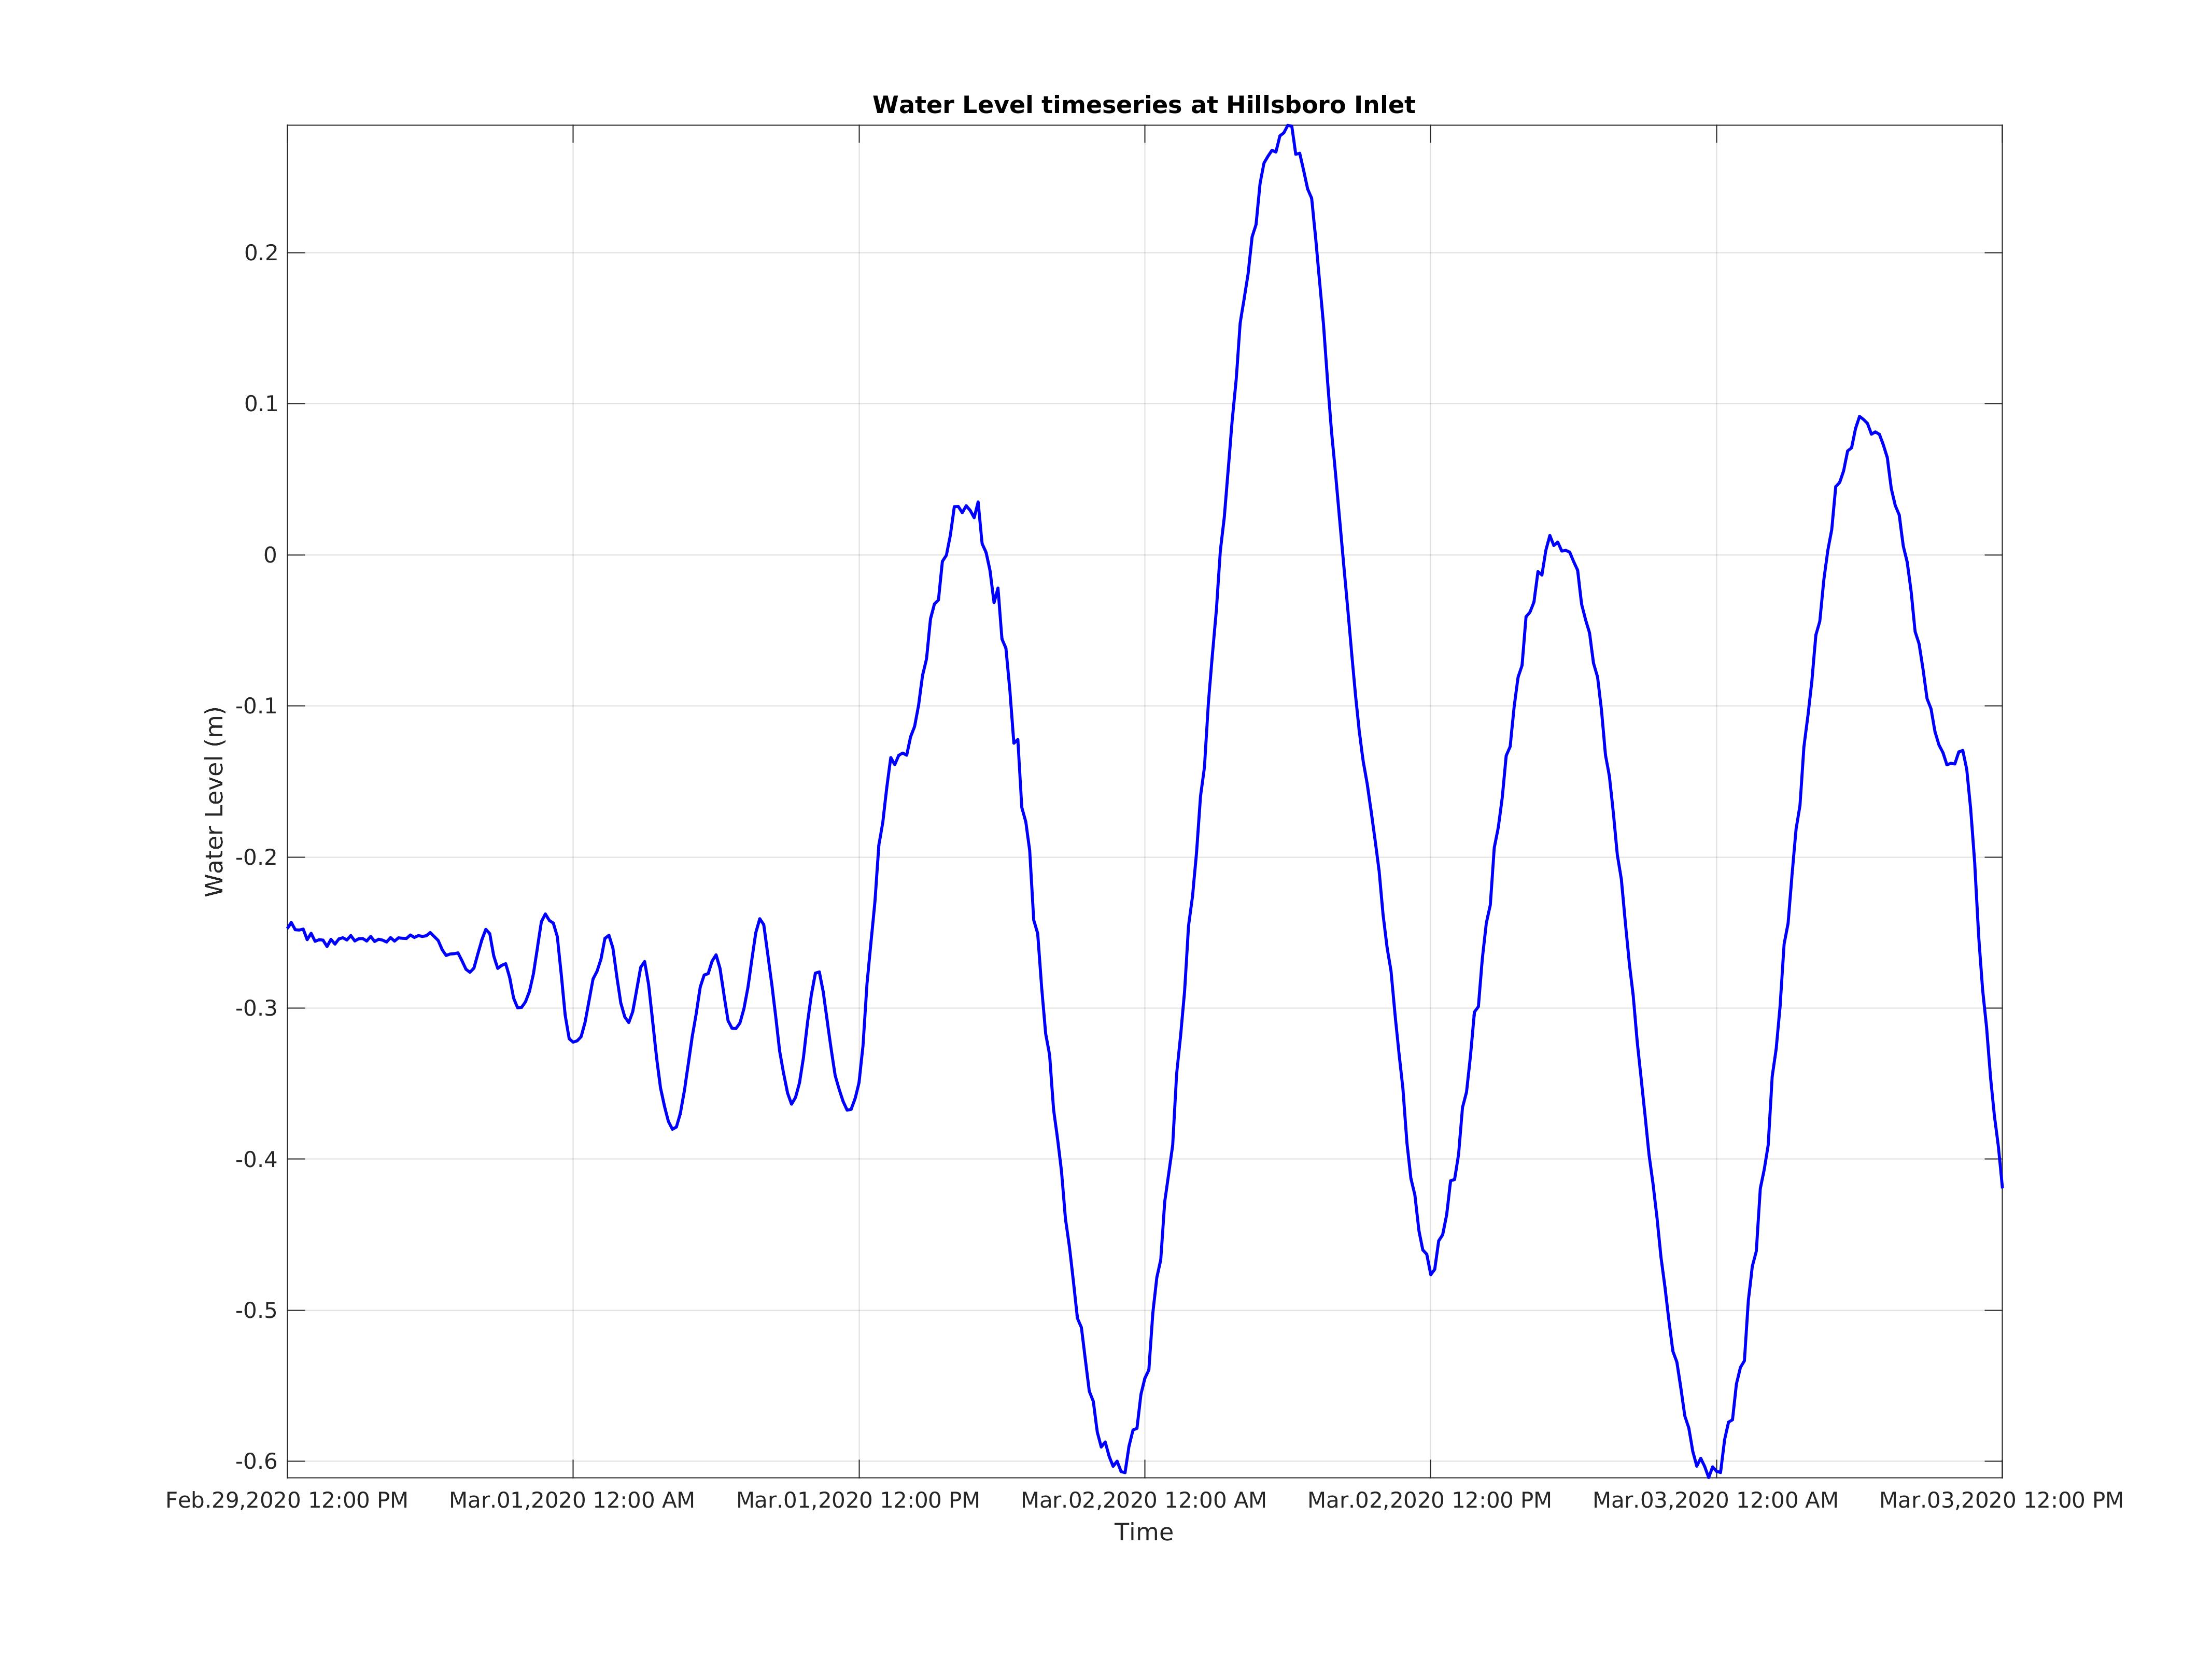 Water Level timeseries at Hillsboro Inlet
0.2
0.1
0
-0.1
-0.2
-0.3
-0.4
-0.5
-0.6
Water Level (m)
Feb.29,2020 12:00 PM
Mar.01,2020 12:00 AM
Mar.01,2020 12:00 PM
Mar.02,2020 12:00 AM
Mar.02,2020 12:00 PM
Mar.03,2020 12:00 AM
Mar.03,2020 12:00 PM
Time